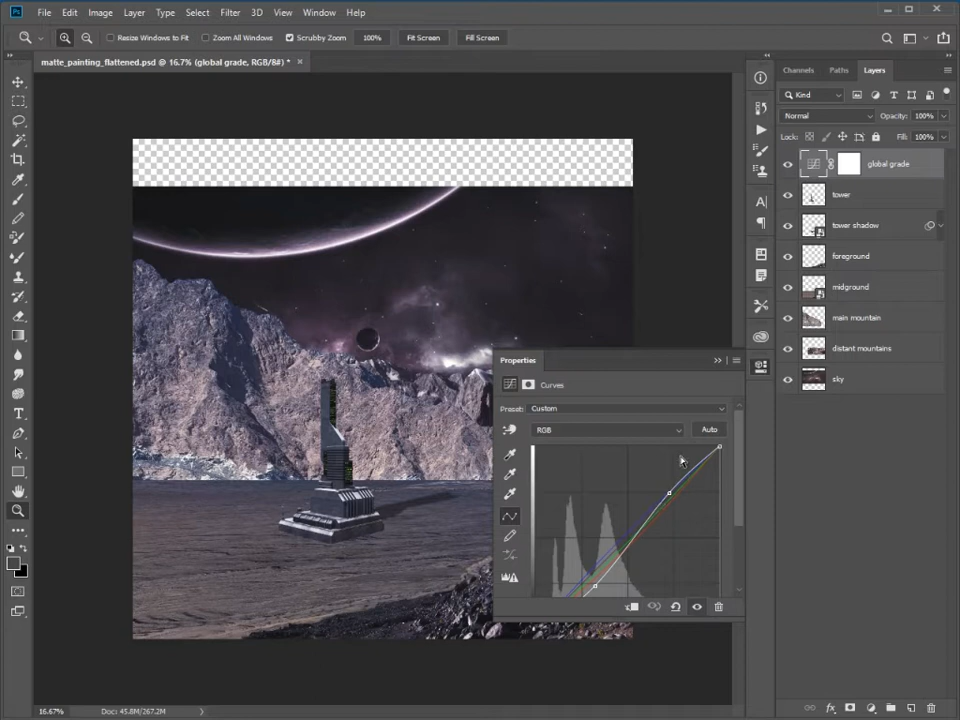 Ps File Edit Image Layer Type Select Filter 3D View Window Help
Resize Windows to Fit Zoom All Windows Scrubby Zoom 100% Fit Screen Fill Screen
matte_painting_flattened.psd @ 16.7% (global grade, RGB/8#) *
Channels Paths Layers
Kind
Normal Opacity: 100%
Lock: Fill: 100%
global grade
tower
tower shadow
foreground
midground
main mountain
distant mountains
sky
Properties
Curves
Preset: Custom
RGB Auto
16.67% Doc: 45.8M/267.2M